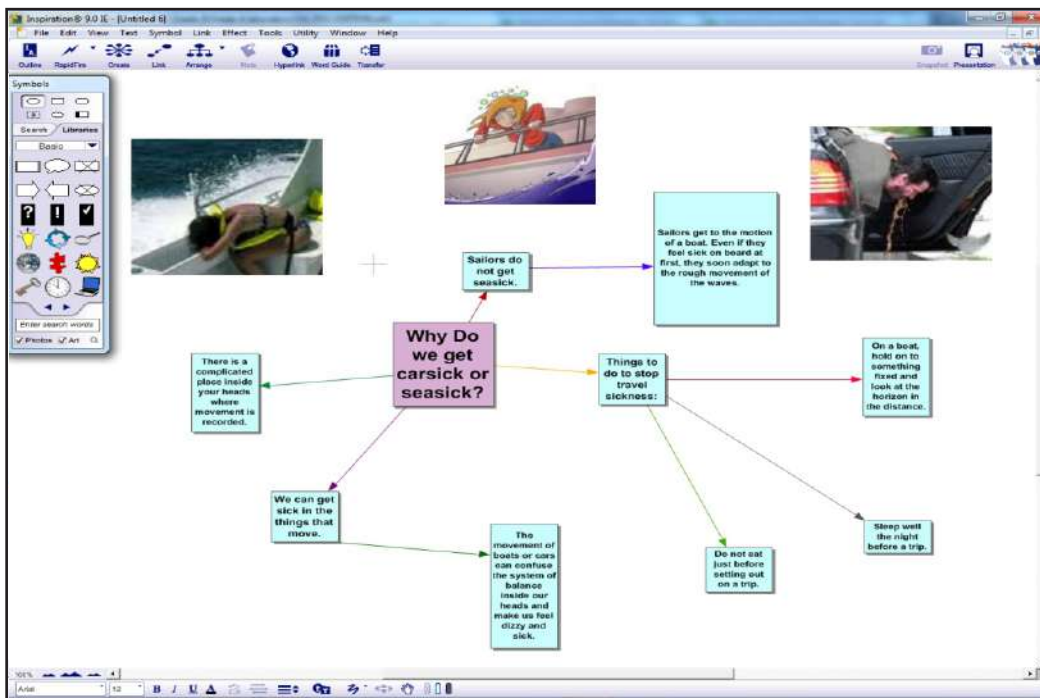 Inspiration® 9.0 IE - [Untitled 6]
File Edit View Text Symbol Link Effect Tools Utility Window Help
Outline RapidFire Create Link Arrange Note Hyperlink Word Guide Transfer
Snapshot Presentation
Symbols
Search Libraries
Basic
Enter search words
Photos Art
Sailors do
not get
seasick.
Sailors get to the motion
of a boat. Even if they
feel sick on board at
first, they soon adapt to
the rough movement of
the waves.
Why Do
we get
carsick or
seasick?
There is a
complicated
place inside
your heads
where
movement is
recorded.
Things to
do to stop
travel
sickness:
On a boat,
hold on to
something
fixed and
look at the
horizon in
the distance.
We can get
sick in the
things that
move.
The
movement of
boats or cars
can confuse
the system of
balance
inside our
heads and
make us feel
dizzy and
sick.
Do not eat
just before
setting out
on a trip.
Sleep well
the night
before a trip.
100%
Arial 12 B I U A